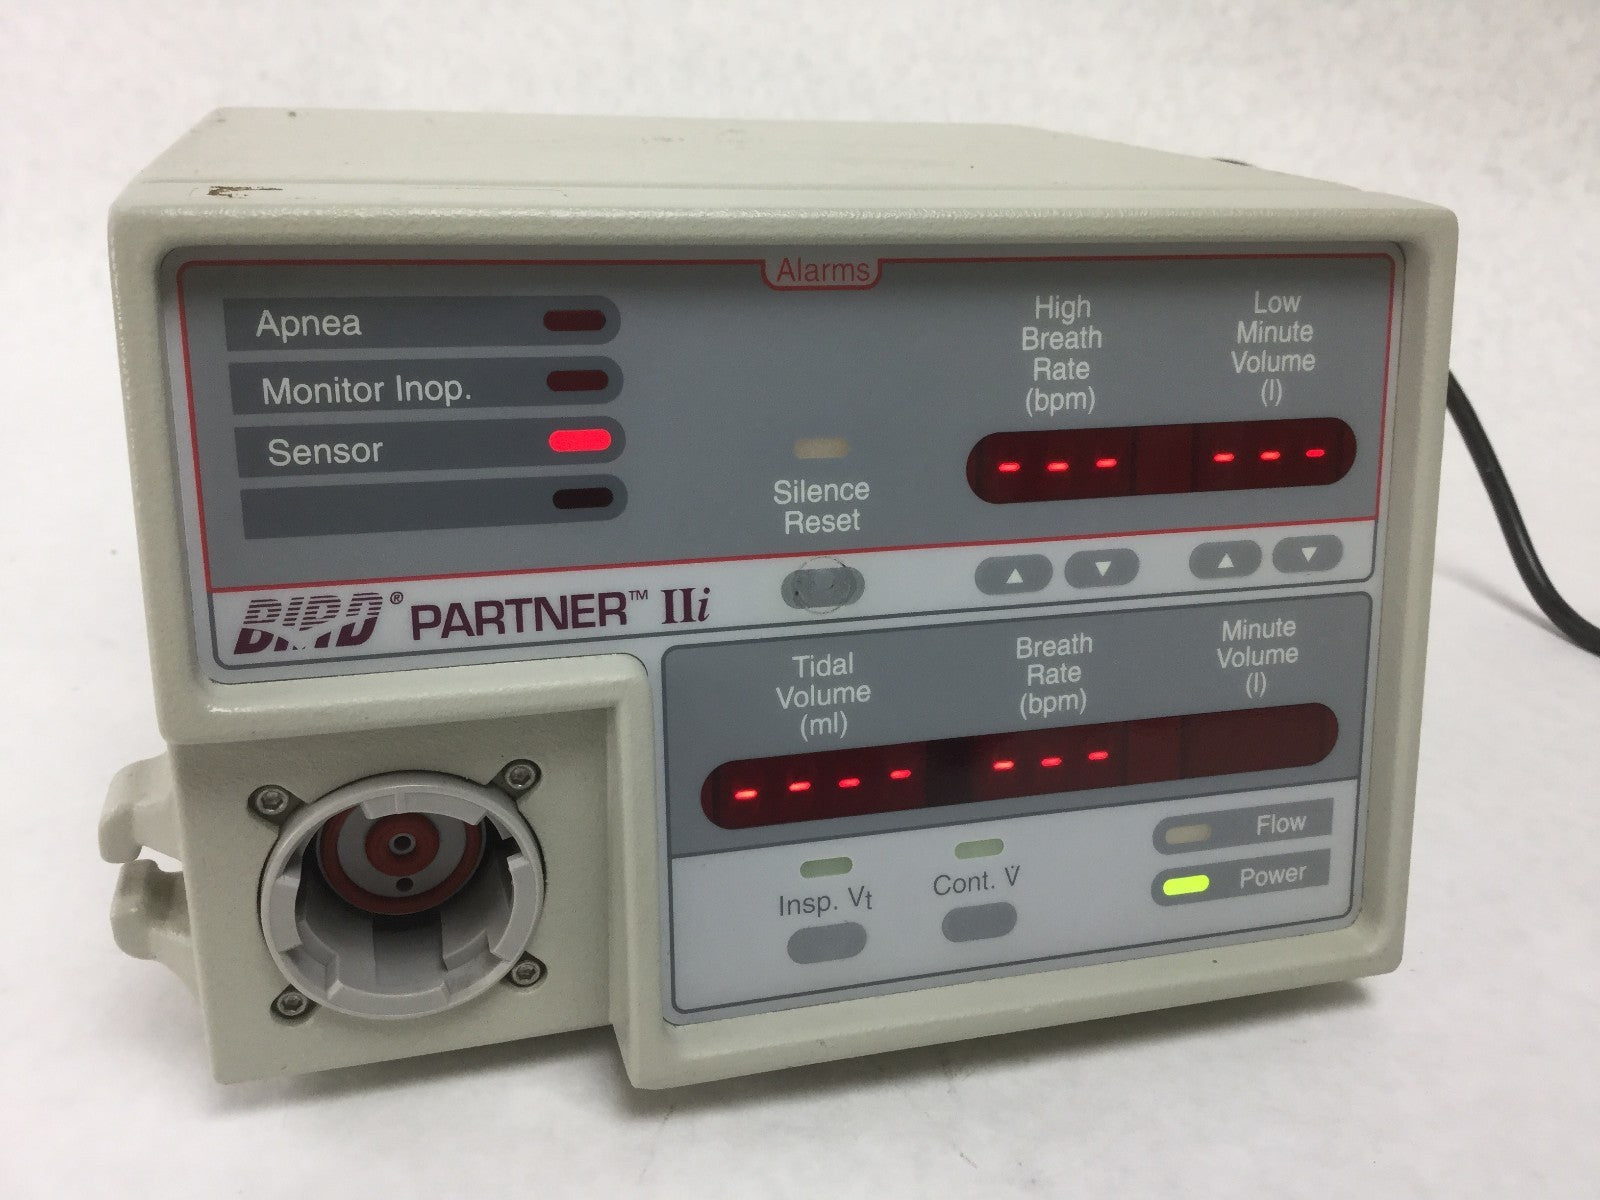 Alarms
Apnea
Monitor Inop.
Sensor
Silence
Reset
High
Breath
Rate
(bpm)
Low
Minute
Volume
(l)
- - - - - -
BIRD® PARTNER™ IIi
Tidal
Volume
(ml)
Breath
Rate
(bpm)
Minute
Volume
(l)
- - - - - - -
Insp. Vt
Cont. V̇
Flow
Power